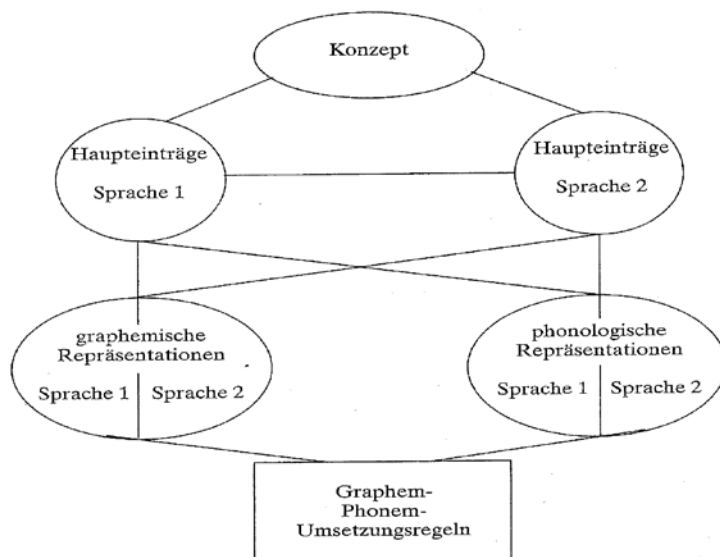 Konzept
Haupteinträge
Sprache 1
Haupteinträge
Sprache 2
graphemische
Repräsentationen
Sprache 1 Sprache 2
phonologische
Repräsentationen
Sprache 1 Sprache 2
Graphem-
Phonem-
Umsetzungsregeln